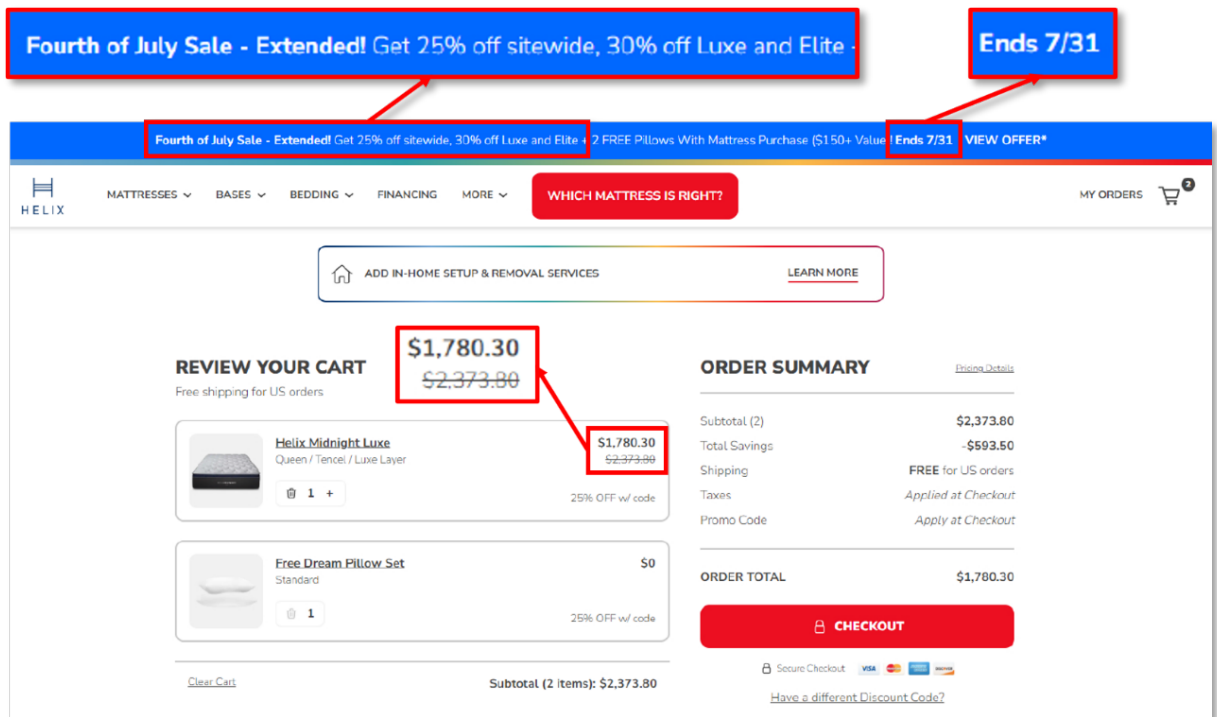 Fourth of July Sale - Extended! Get 25% off sitewide, 30% off Luxe and Elite -
Ends 7/31
Fourth of July Sale - Extended! Get 25% off sitewide, 30% off Luxe and Elite + 2 FREE Pillows With Mattress Purchase ($150+ Value! Ends 7/31 VIEW OFFER*
HELIX
MATTRESSES
BASES
BEDDING
FINANCING
MORE
WHICH MATTRESS IS RIGHT?
MY ORDERS
2
ADD IN-HOME SETUP & REMOVAL SERVICES
LEARN MORE
REVIEW YOUR CART
Free shipping for US orders
$1,780.30
$2,373.80
Helix Midnight Luxe
Queen / Tencel / Luxe Layer
1 +
$1,780.30
$2,373.80
25% OFF w/ code
Free Dream Pillow Set
Standard
1
$0
25% OFF w/ code
Clear Cart
Subtotal (2 items): $2,373.80
ORDER SUMMARY
Pricing Details
Subtotal (2) $2,373.80
Total Savings -$593.50
Shipping FREE for US orders
Taxes Applied at Checkout
Promo Code Apply at Checkout
ORDER TOTAL $1,780.30
CHECKOUT
Secure Checkout VISA
Have a different Discount Code?